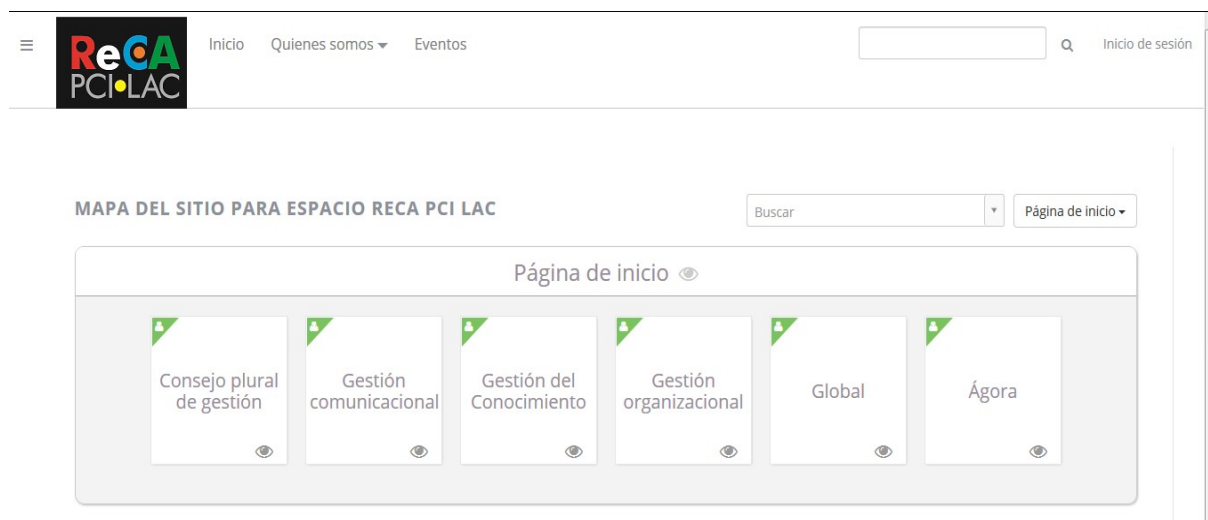 ReCA
PCI LAC
Inicio Quienes somos Eventos
Inicio de sesión
MAPA DEL SITIO PARA ESPACIO RECA PCI LAC
Buscar
Página de inicio
Página de inicio
Consejo plural
de gestión
Gestión
comunicacional
Gestión del
Conocimiento
Gestión
organizacional
Global
Ágora